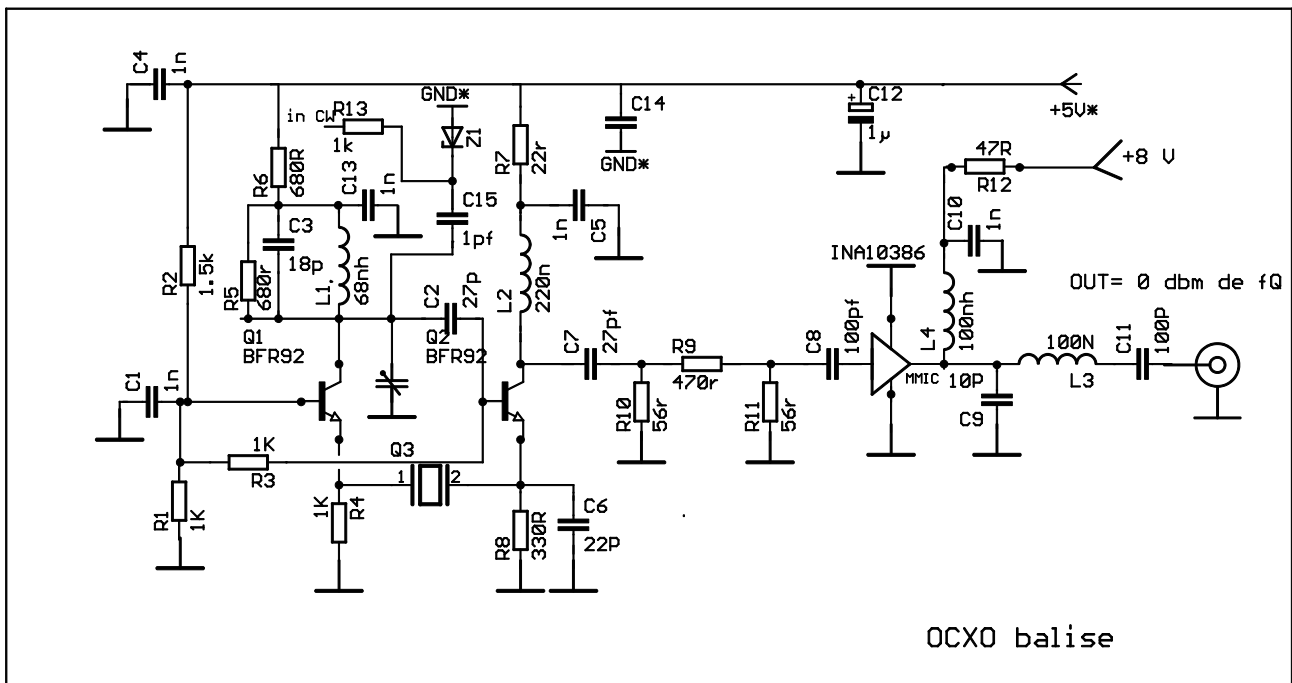 C4
1n
in CW
R13
1k
GND*
Z1
C14
GND*
+
C12
1µ
+5V*
R6
680R
C13
1n
C15
1pf
R7
22r
47R
R12
+8 V
R2
1.5k
R5
680r
C3
18p
L1
68nh
C2
27p
L2
220n
1n
C5
INA10386
C10
1n
OUT= 0 dbm de fQ
Q1
BFR92
Q2
BFR92
C7
27pf
R9
470r
C8
100pf
L4
100nh
100N
L3
C11
100P
MMIC
10P
C9
C1
1n
R10
56r
R11
56r
1K
R3
Q3
1
2
R1
1K
1K
R4
R8
330R
C6
22P
OCXO balise